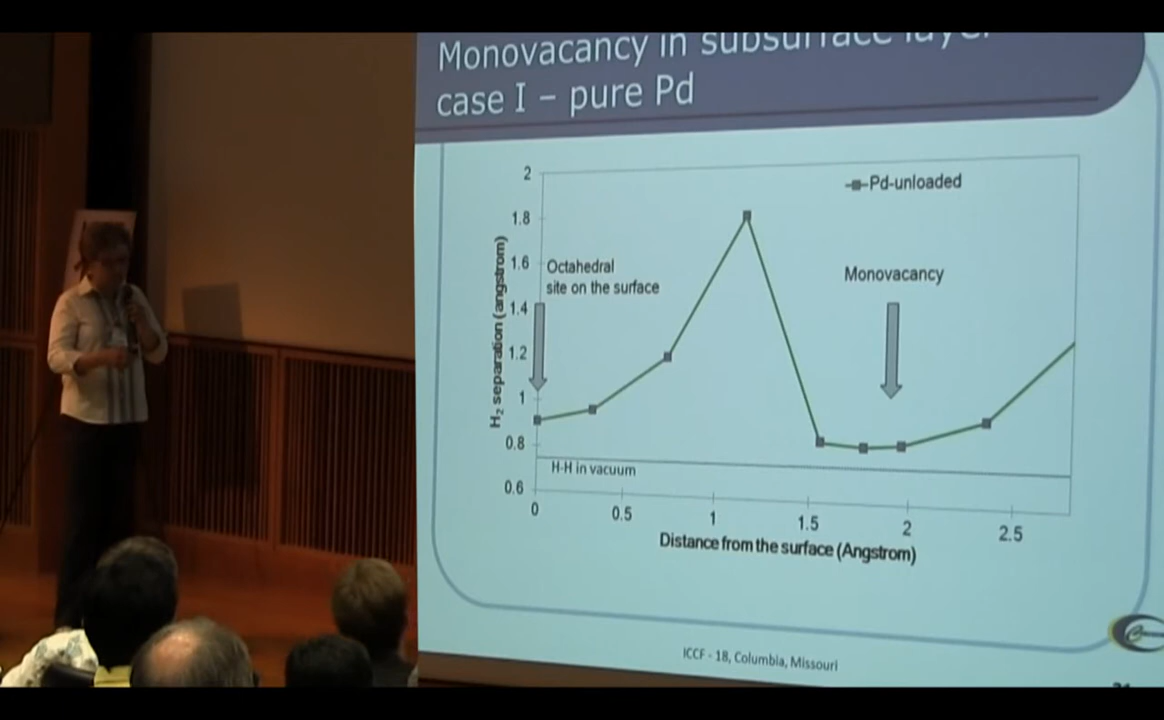 Monovacancy in subsurface layer
case I – pure Pd
2
1.8
1.6
1.4
1.2
1
0.8
0.6
H₂ separation (angstrom)
Pd-unloaded
Octahedral
site on the surface
Monovacancy
H-H in vacuum
0
0.5
1
1.5
2
2.5
Distance from the surface (Angstrom)
ICCF - 18, Columbia, Missouri